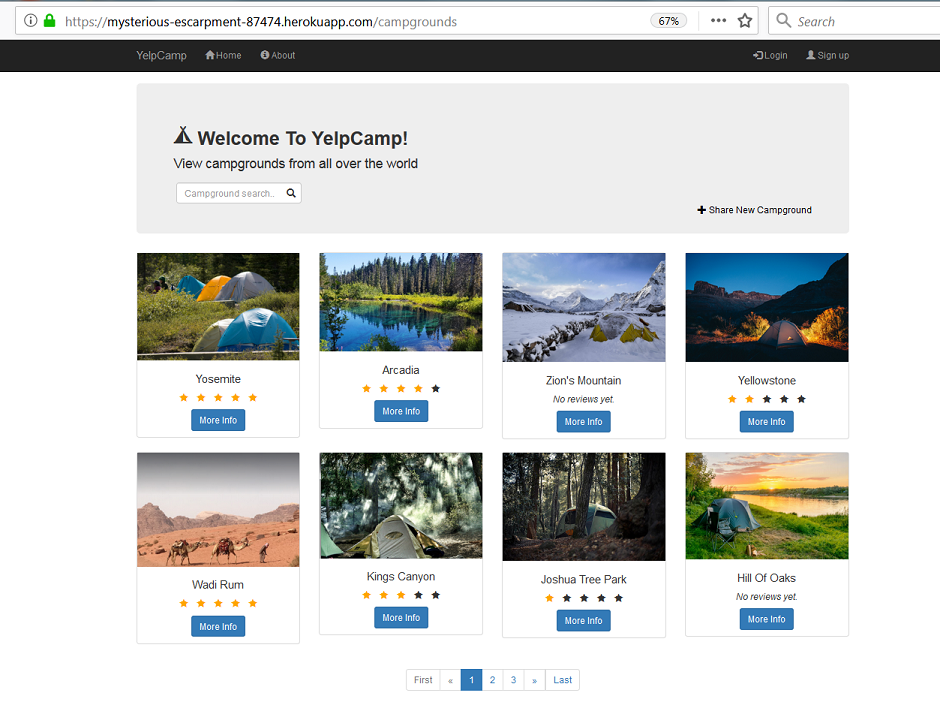 https://mysterious-escarpment-87474.herokuapp.com/campgrounds 67% Search
YelpCamp Home About Login Sign up
Welcome To YelpCamp!
View campgrounds from all over the world
Campground search..
Share New Campground
Yosemite
More Info
Arcadia
More Info
Zion's Mountain
No reviews yet.
More Info
Yellowstone
More Info
Wadi Rum
More Info
Kings Canyon
More Info
Joshua Tree Park
More Info
Hill Of Oaks
No reviews yet.
More Info
First « 1 2 3 » Last